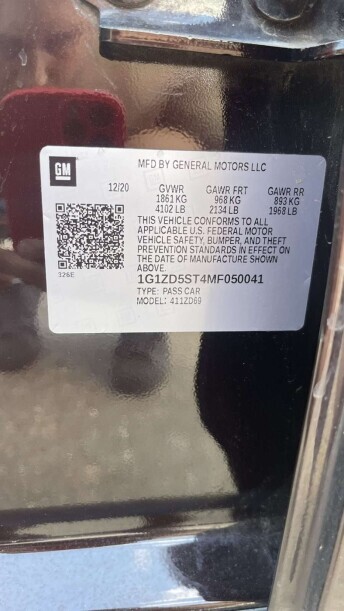 GM
MFD BY GENERAL MOTORS LLC
12/20 GVWR GAWR FRT GAWR RR
1861 KG 968 KG 893 KG
4102 LB 2134 LB 1968 LB
THIS VEHICLE CONFORMS TO ALL
APPLICABLE U.S. FEDERAL MOTOR
VEHICLE SAFETY, BUMPER, AND THEFT
PREVENTION STANDARDS IN EFFECT ON
THE DATE OF MANUFACTURE SHOWN
ABOVE.
326E
1G1ZD5ST4MF050041
TYPE: PASS CAR
MODEL: 411ZD69